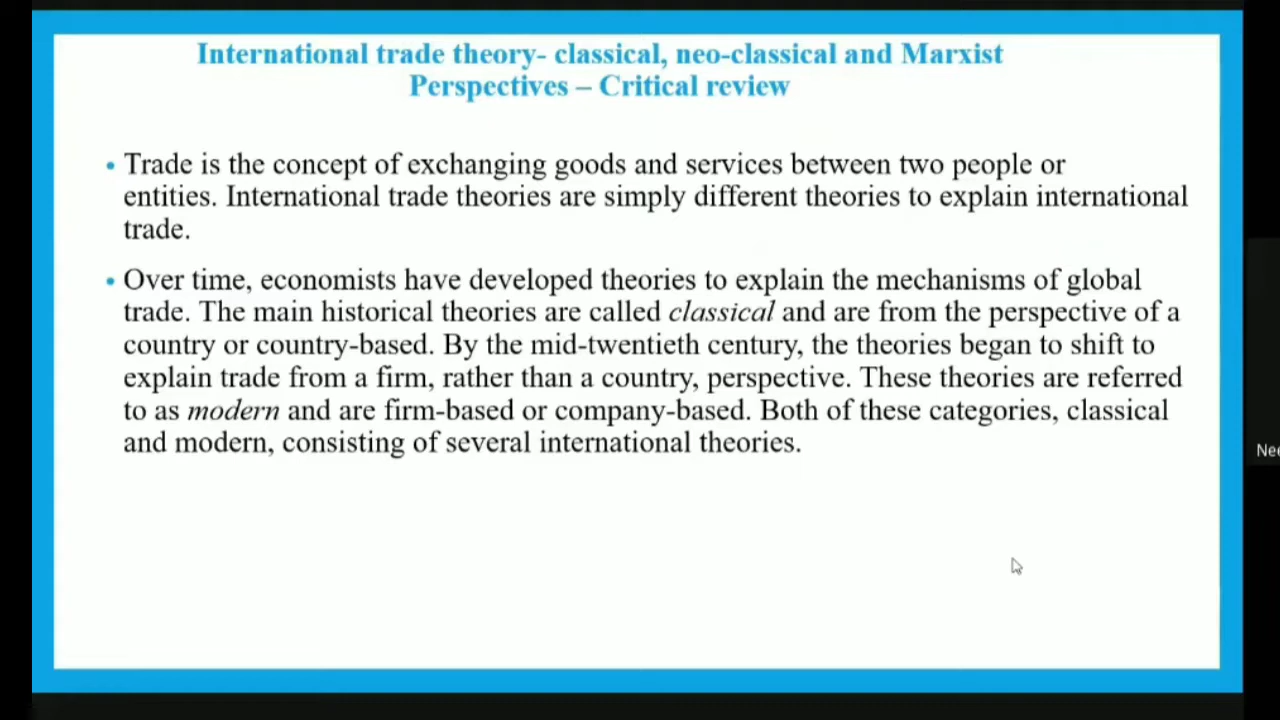 International trade theory- classical, neo-classical and Marxist
Perspectives – Critical review
• Trade is the concept of exchanging goods and services between two people or
entities. International trade theories are simply different theories to explain international
trade.
• Over time, economists have developed theories to explain the mechanisms of global
trade. The main historical theories are called classical and are from the perspective of a
country or country-based. By the mid-twentieth century, the theories began to shift to
explain trade from a firm, rather than a country, perspective. These theories are referred
to as modern and are firm-based or company-based. Both of these categories, classical
and modern, consisting of several international theories.